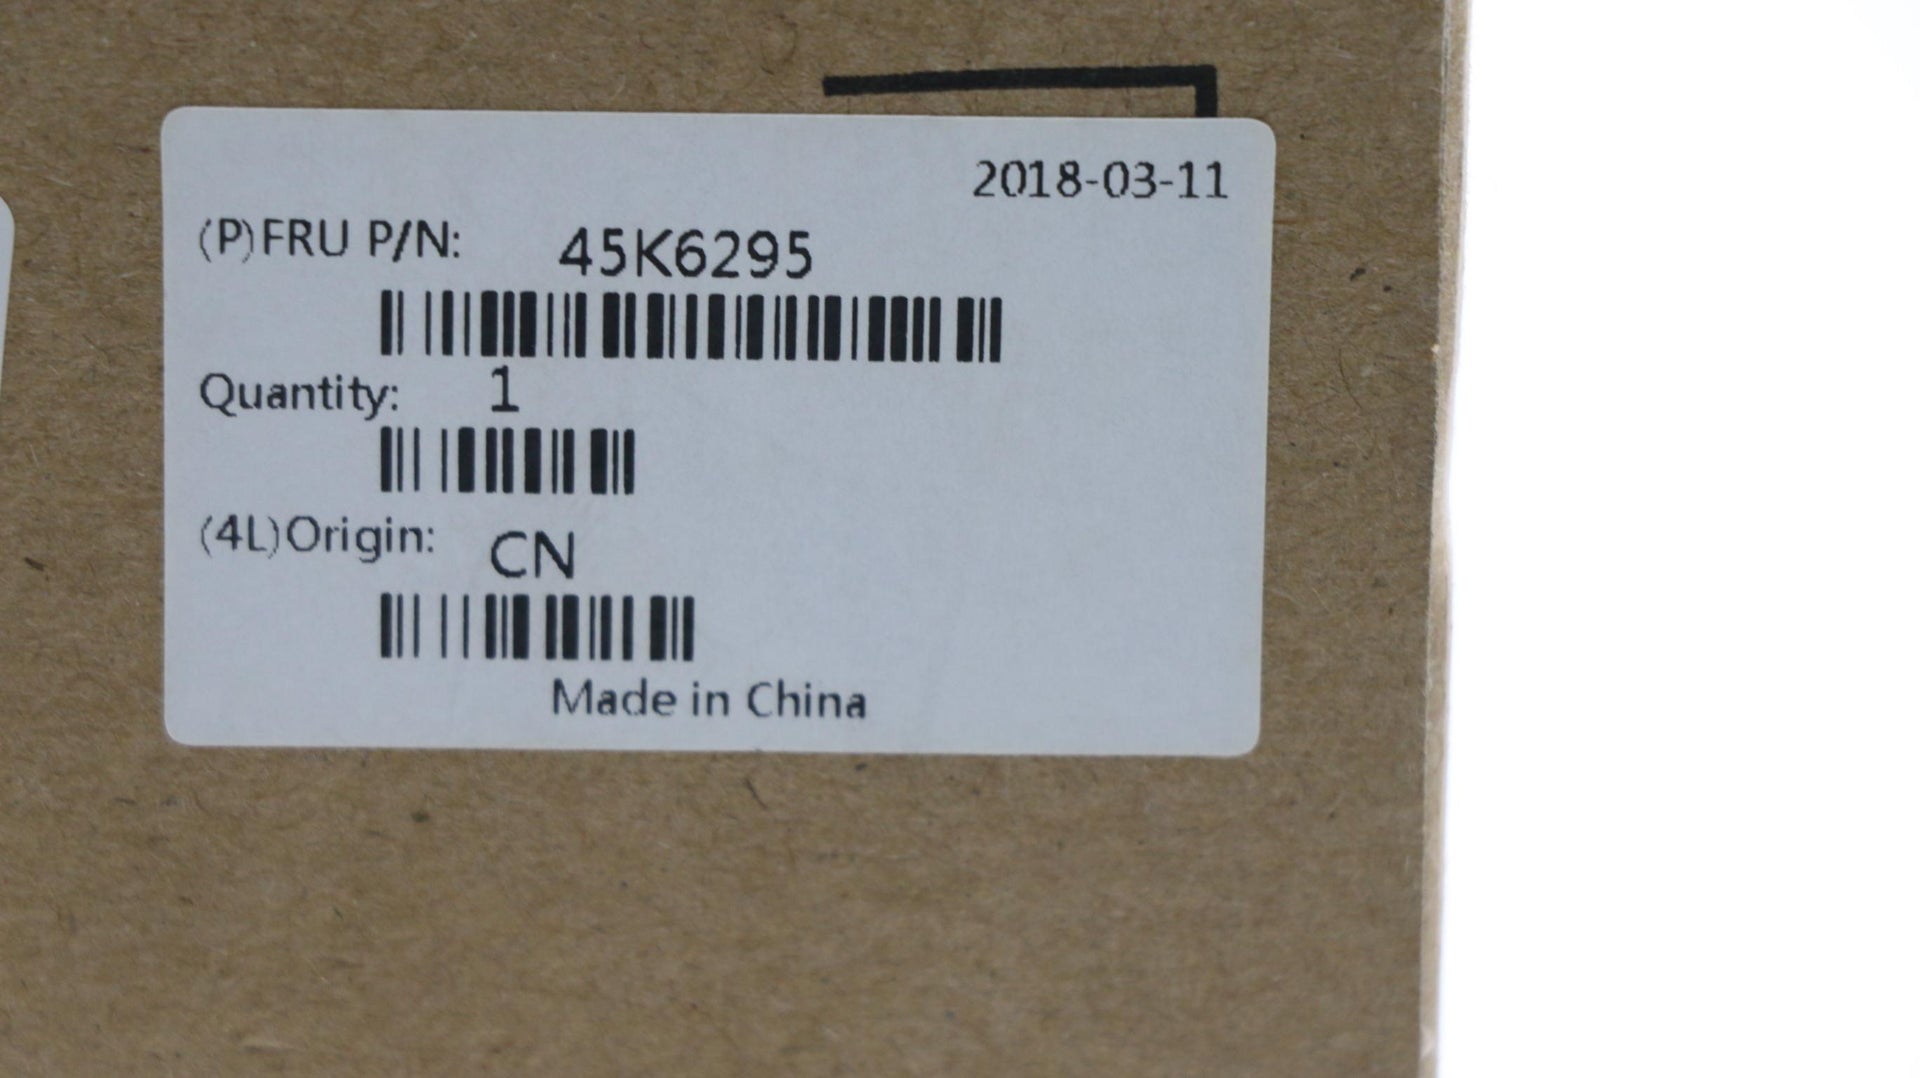 2018-03-11
(P)FRU P/N: 45K6295
Quantity: 1
(4L)Origin: CN
Made in China